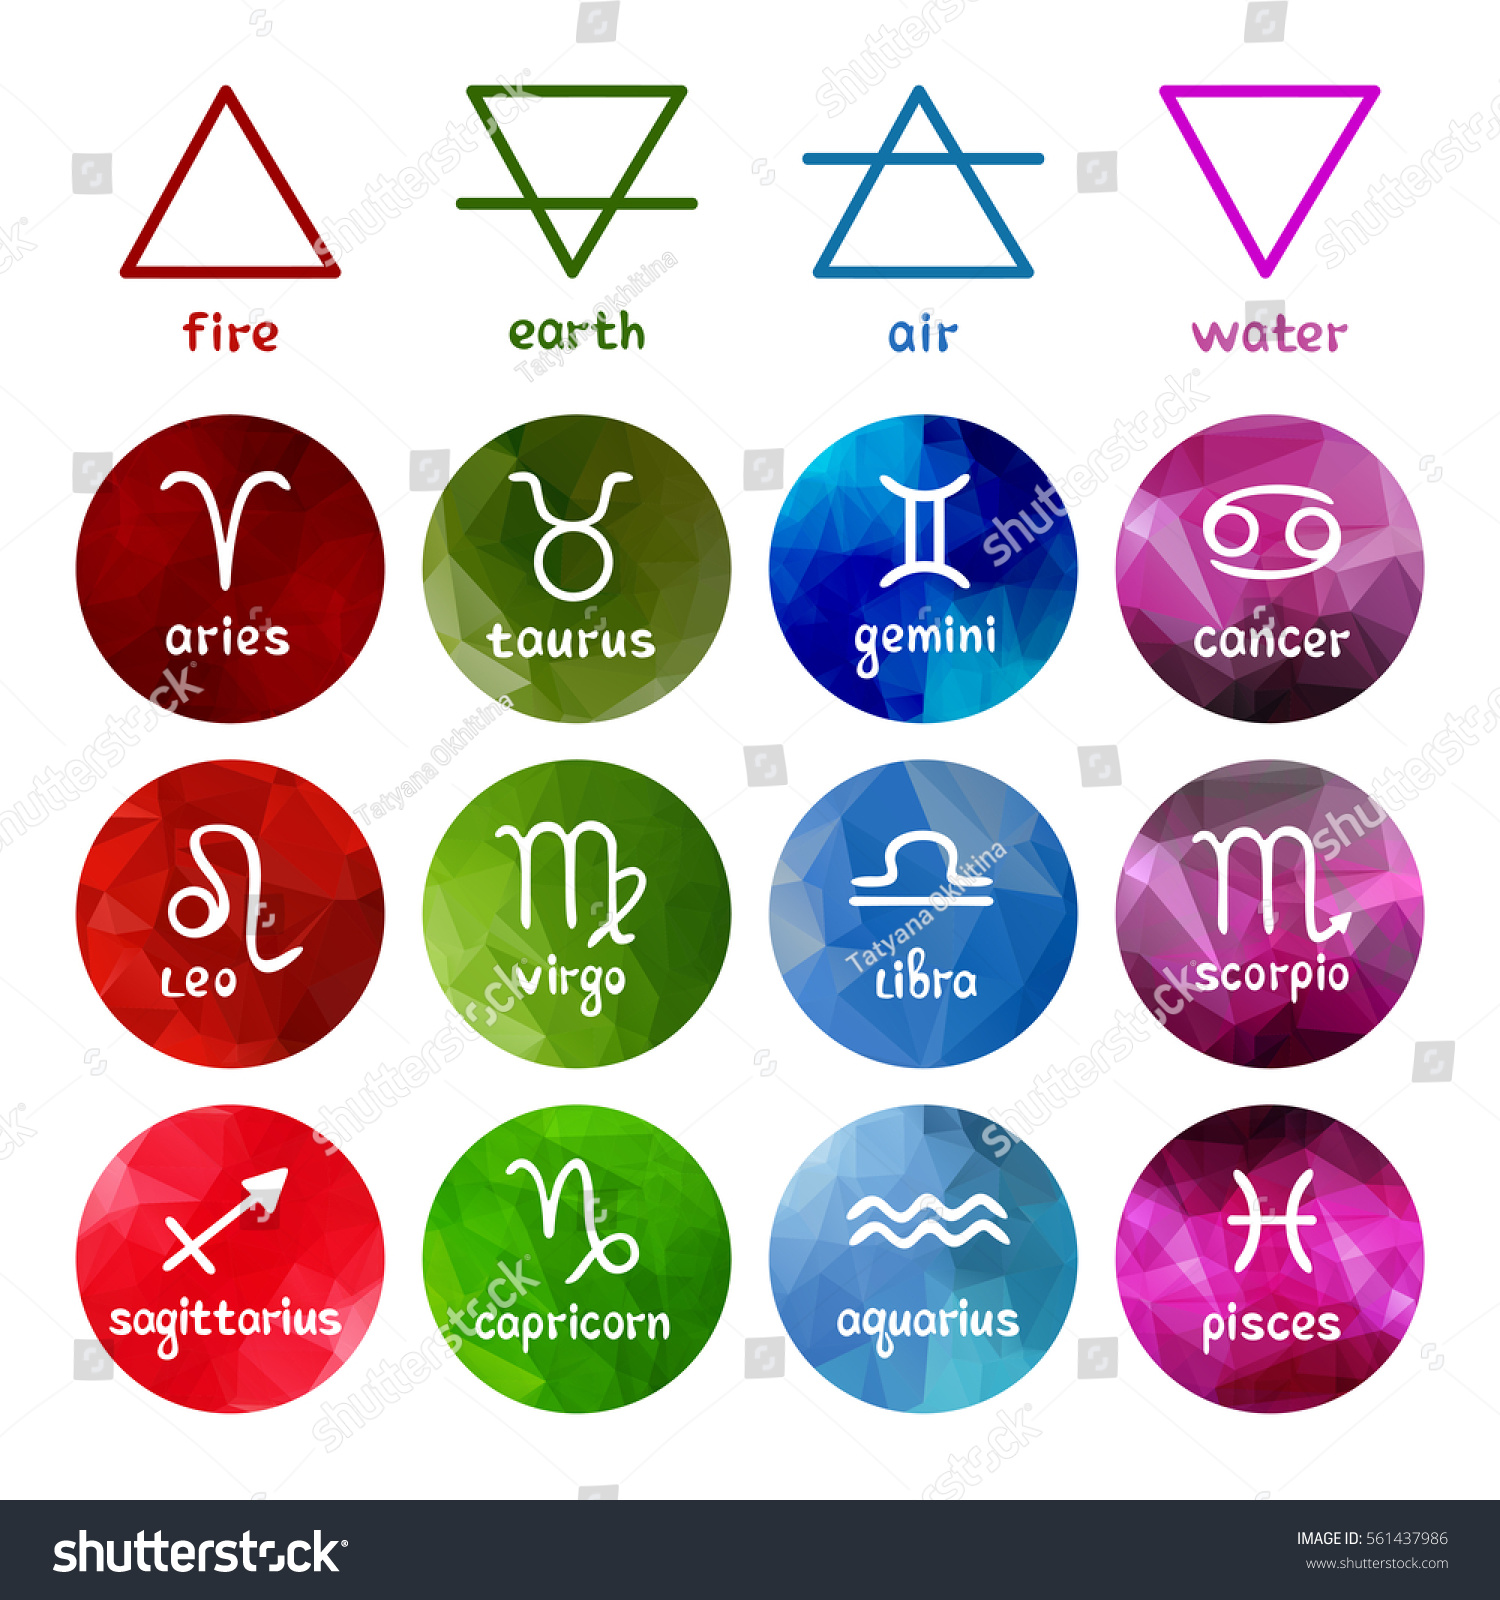 fire earth air water
aries taurus gemini cancer
Leo virgo Libra scorpio
sagittarius capricorn aquarius pisces
shutterstock
Tatyana Okhitina
shutterstock
IMAGE ID: 561437986
www.shutterstock.com